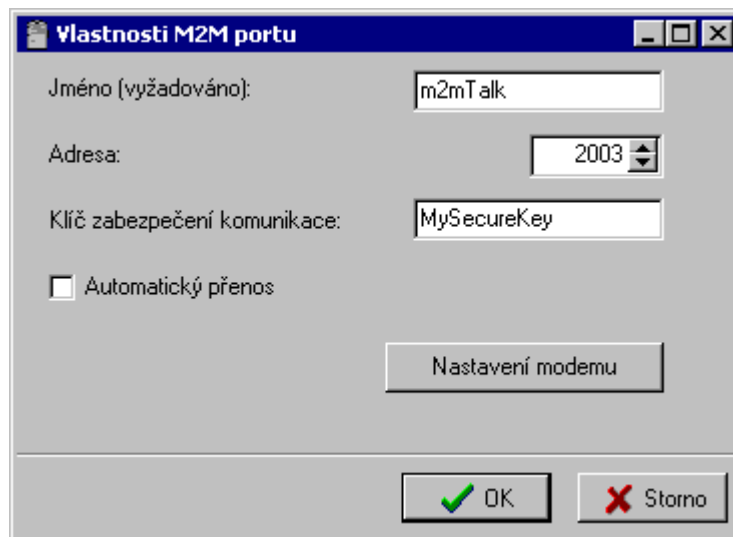 Vlastnosti M2M portu
Jméno (vyžadováno): m2mTalk
Adresa: 2003
Klíč zabezpečení komunikace: MySecureKey
Automatický přenos
Nastavení modemu
OK Storno